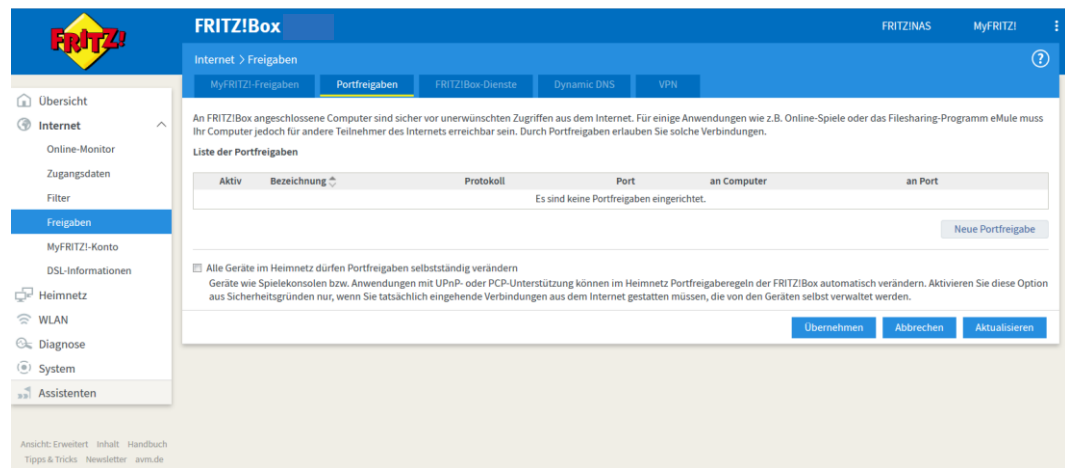 FRITZ!
FRITZ!Box
FRITZ!NAS MyFRITZ!
Internet > Freigaben
MyFRITZ!-Freigaben Portfreigaben FRITZ!Box-Dienste Dynamic DNS VPN
Übersicht
Internet
Online-Monitor
Zugangsdaten
Filter
Freigaben
MyFRITZ!-Konto
DSL-Informationen
Heimnetz
WLAN
Diagnose
System
Assistenten
Ansicht: Erweitert Inhalt Handbuch
Tipps & Tricks Newsletter avm.de
An FRITZ!Box angeschlossene Computer sind sicher vor unerwünschten Zugriffen aus dem Internet. Für einige Anwendungen wie z.B. Online-Spiele oder das Filesharing-Programm eMule muss
Ihr Computer jedoch für andere Teilnehmer des Internets erreichbar sein. Durch Portfreigaben erlauben Sie solche Verbindungen.
Liste der Portfreigaben
Aktiv Bezeichnung Protokoll Port an Computer an Port
Es sind keine Portfreigaben eingerichtet.
Neue Portfreigabe
Alle Geräte im Heimnetz dürfen Portfreigaben selbstständig verändern
Geräte wie Spielekonsolen bzw. Anwendungen mit UPnP- oder PCP-Unterstützung können im Heimnetz Portfreigaberegeln der FRITZ!Box automatisch verändern. Aktivieren Sie diese Option
aus Sicherheitsgründen nur, wenn Sie tatsächlich eingehende Verbindungen aus dem Internet gestatten müssen, die von den Geräten selbst verwaltet werden.
Übernehmen Abbrechen Aktualisieren